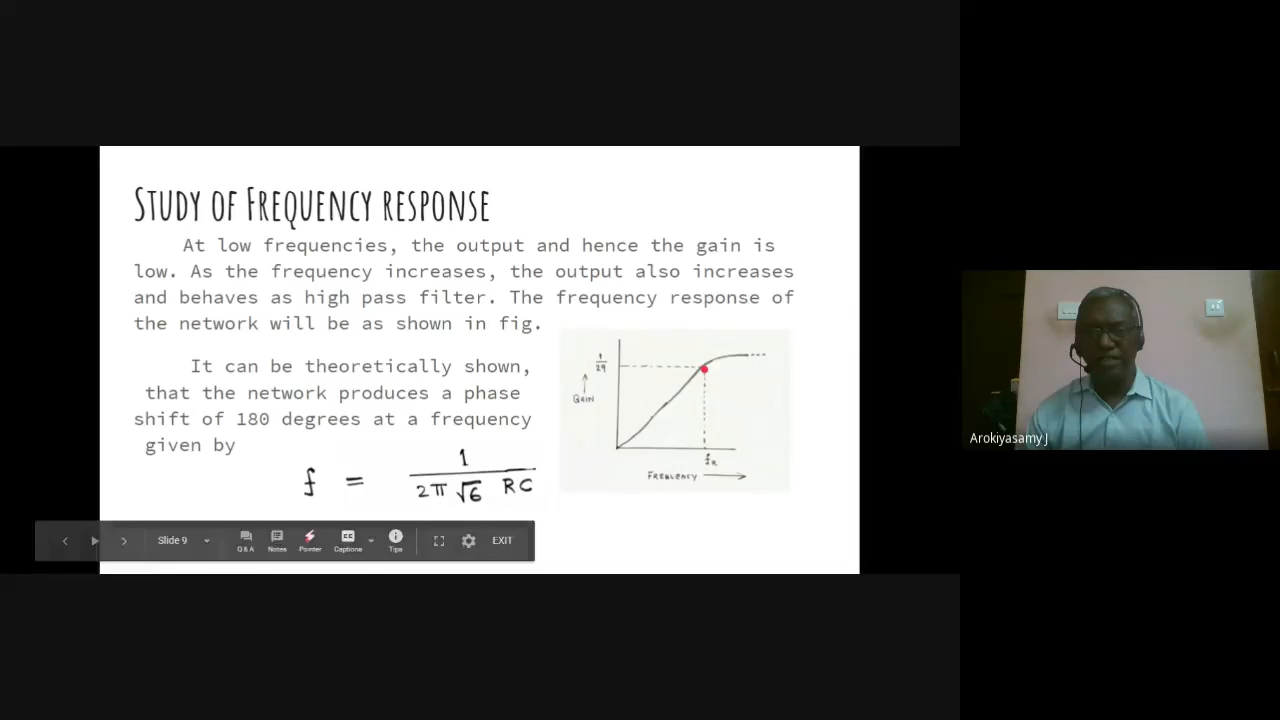 STUDY OF FREQUENCY RESPONSE
At low frequencies, the output and hence the gain is
low. As the frequency increases, the output also increases
and behaves as high pass filter. The frequency response of
the network will be as shown in fig.
It can be theoretically shown,
that the network produces a phase
shift of 180 degrees at a frequency
given by
f = 1 / 2π √6 RC
1/29
GAIN
fR
FREQUENCY
Slide 9
Q&A
Notes
Pointer
Captions
Tips
EXIT
Arokiyasamy J